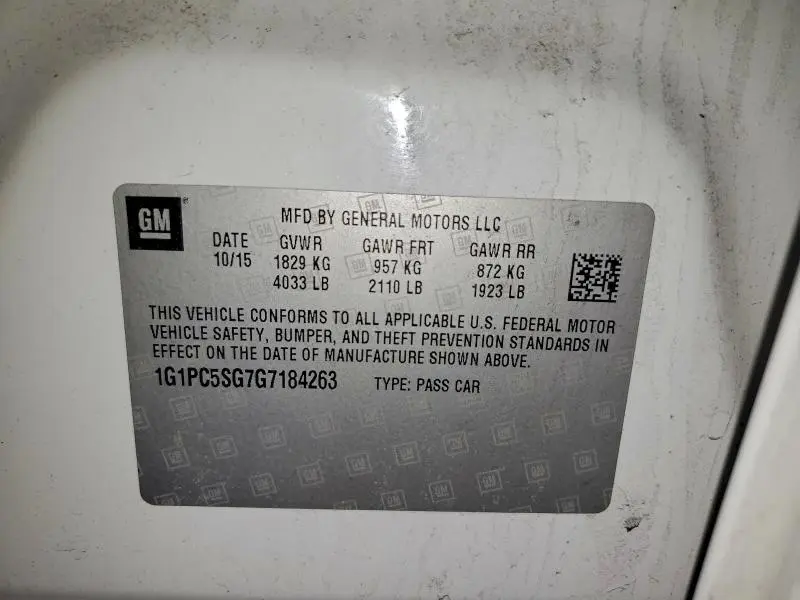 GM
MFD BY GENERAL MOTORS LLC
DATE GVWR GAWR FRT GAWR RR
10/15 1829 KG 957 KG 872 KG
4033 LB 2110 LB 1923 LB
THIS VEHICLE CONFORMS TO ALL APPLICABLE U.S. FEDERAL MOTOR
VEHICLE SAFETY, BUMPER, AND THEFT PREVENTION STANDARDS IN
EFFECT ON THE DATE OF MANUFACTURE SHOWN ABOVE.
1G1PC5SG7G7184263 TYPE: PASS CAR